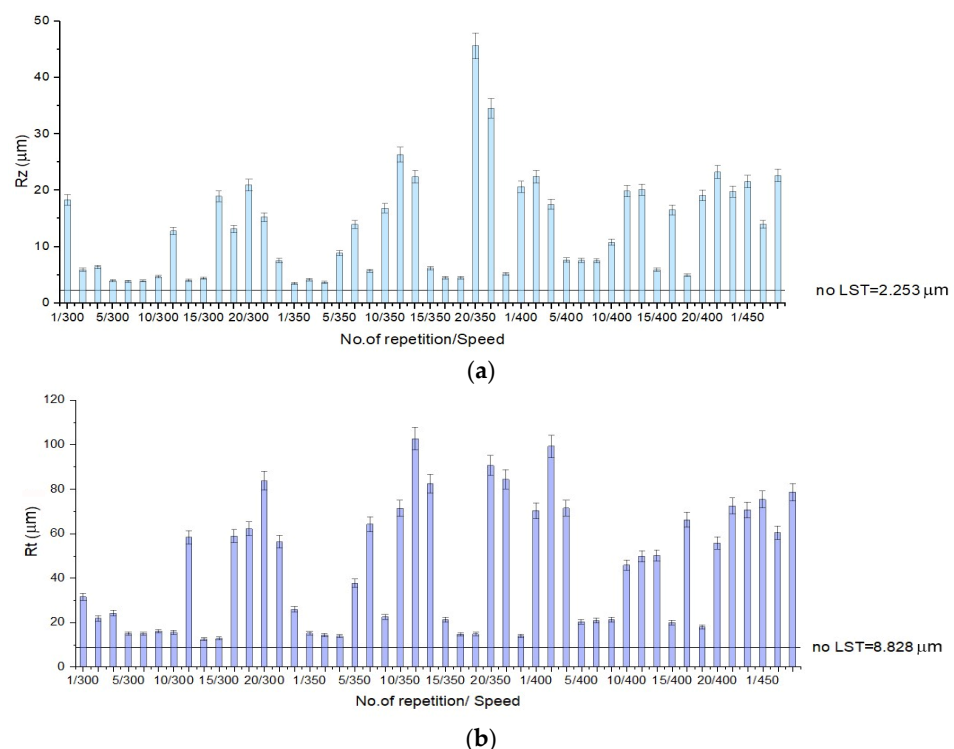 50
40
30
20
10
0
Rz (μm)
no LST=2.253 μm
1/300 5/300 10/300 15/300 20/300 1/350 5/350 10/350 15/350 20/350 1/400 5/400 10/400 15/400 20/400 1/450
No.of repetition/Speed
(a)
120
100
80
60
40
20
0
Rt (μm)
no LST=8.828 μm
1/300 5/300 10/300 15/300 20/300 1/350 5/350 10/350 15/350 20/350 1/400 5/400 10/400 15/400 20/400 1/450
No.of repetition/ Speed
(b)